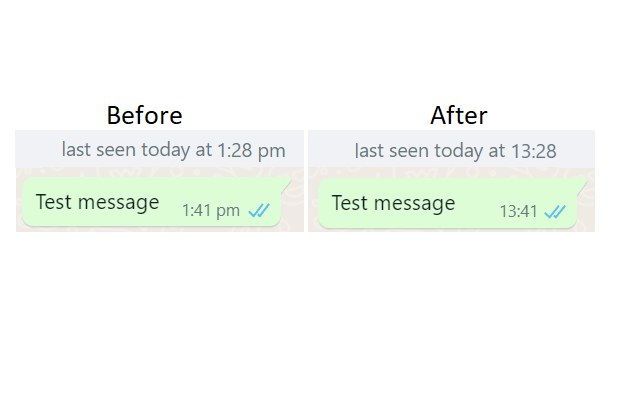 Before
last seen today at 1:28 pm
Test message
1:41 pm
After
last seen today at 13:28
Test message
13:41